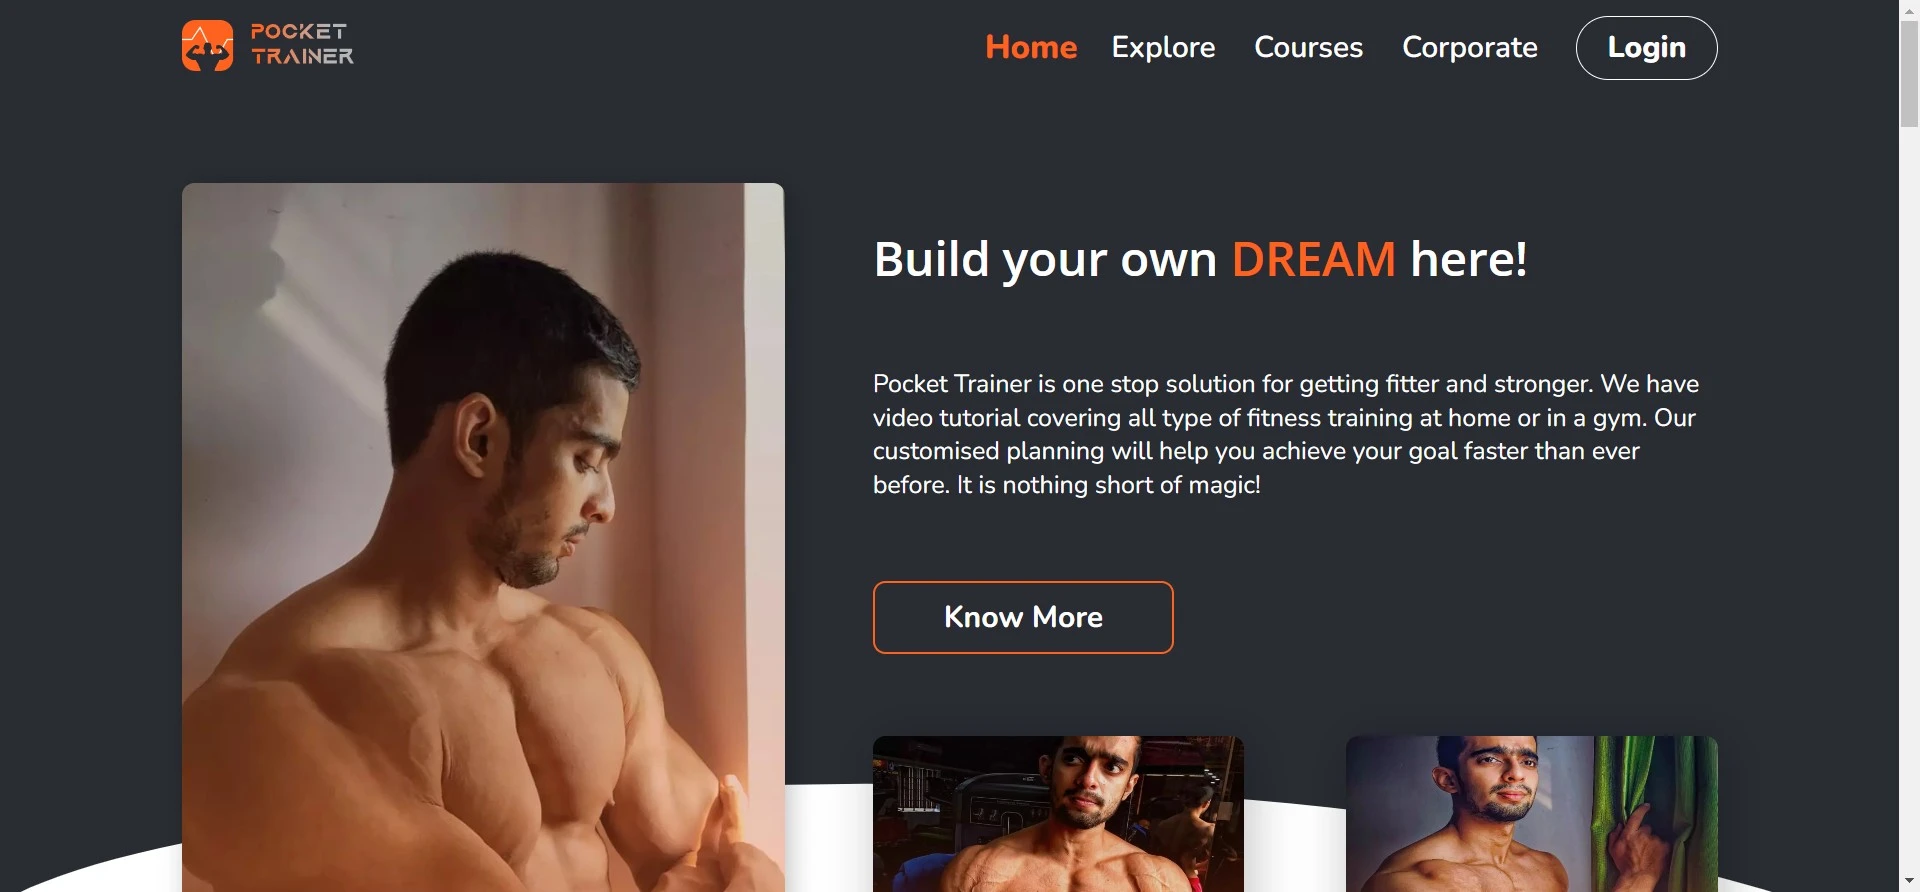 POCKET
TRAINER
Home
Explore
Courses
Corporate
Login
Build your own DREAM here!
Pocket Trainer is one stop solution for getting fitter and stronger. We have
video tutorial covering all type of fitness training at home or in a gym. Our
customised planning will help you achieve your goal faster than ever
before. It is nothing short of magic!
Know More